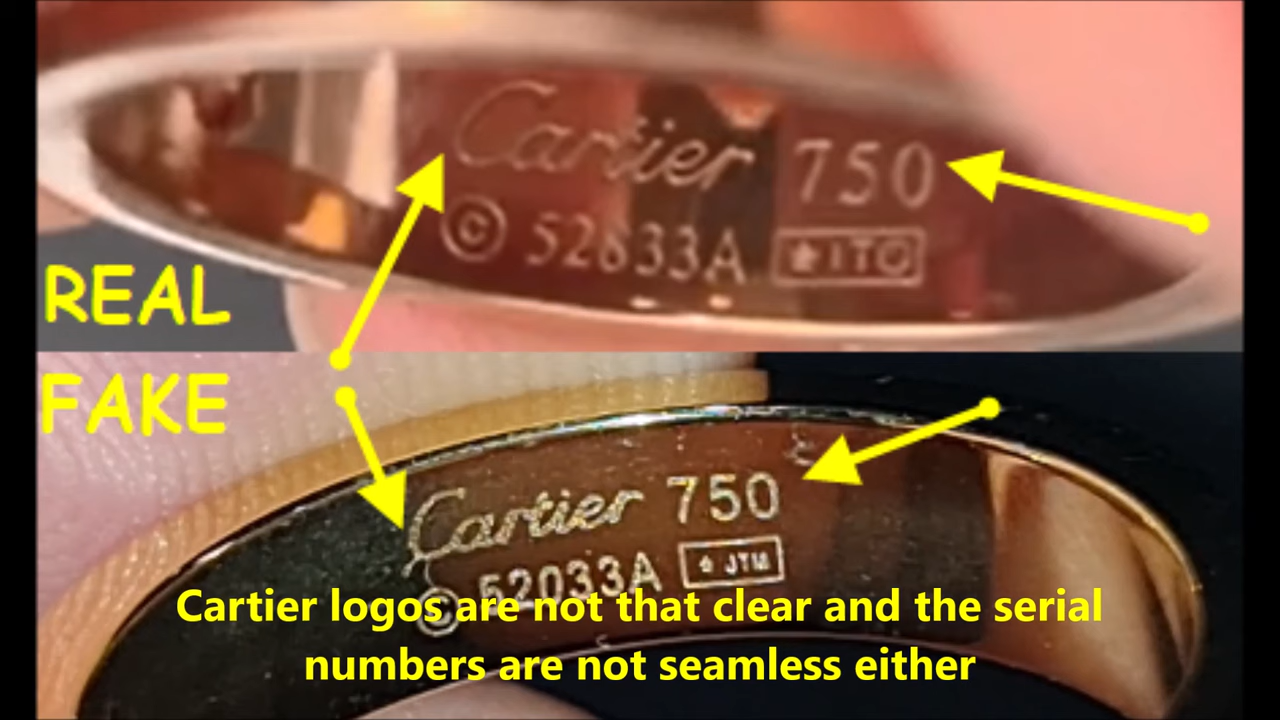 Cartier 750
© 52833A ITC
REAL
FAKE
Cartier 750
© 52033A JTM
Cartier logos are not that clear and the serial
numbers are not seamless either